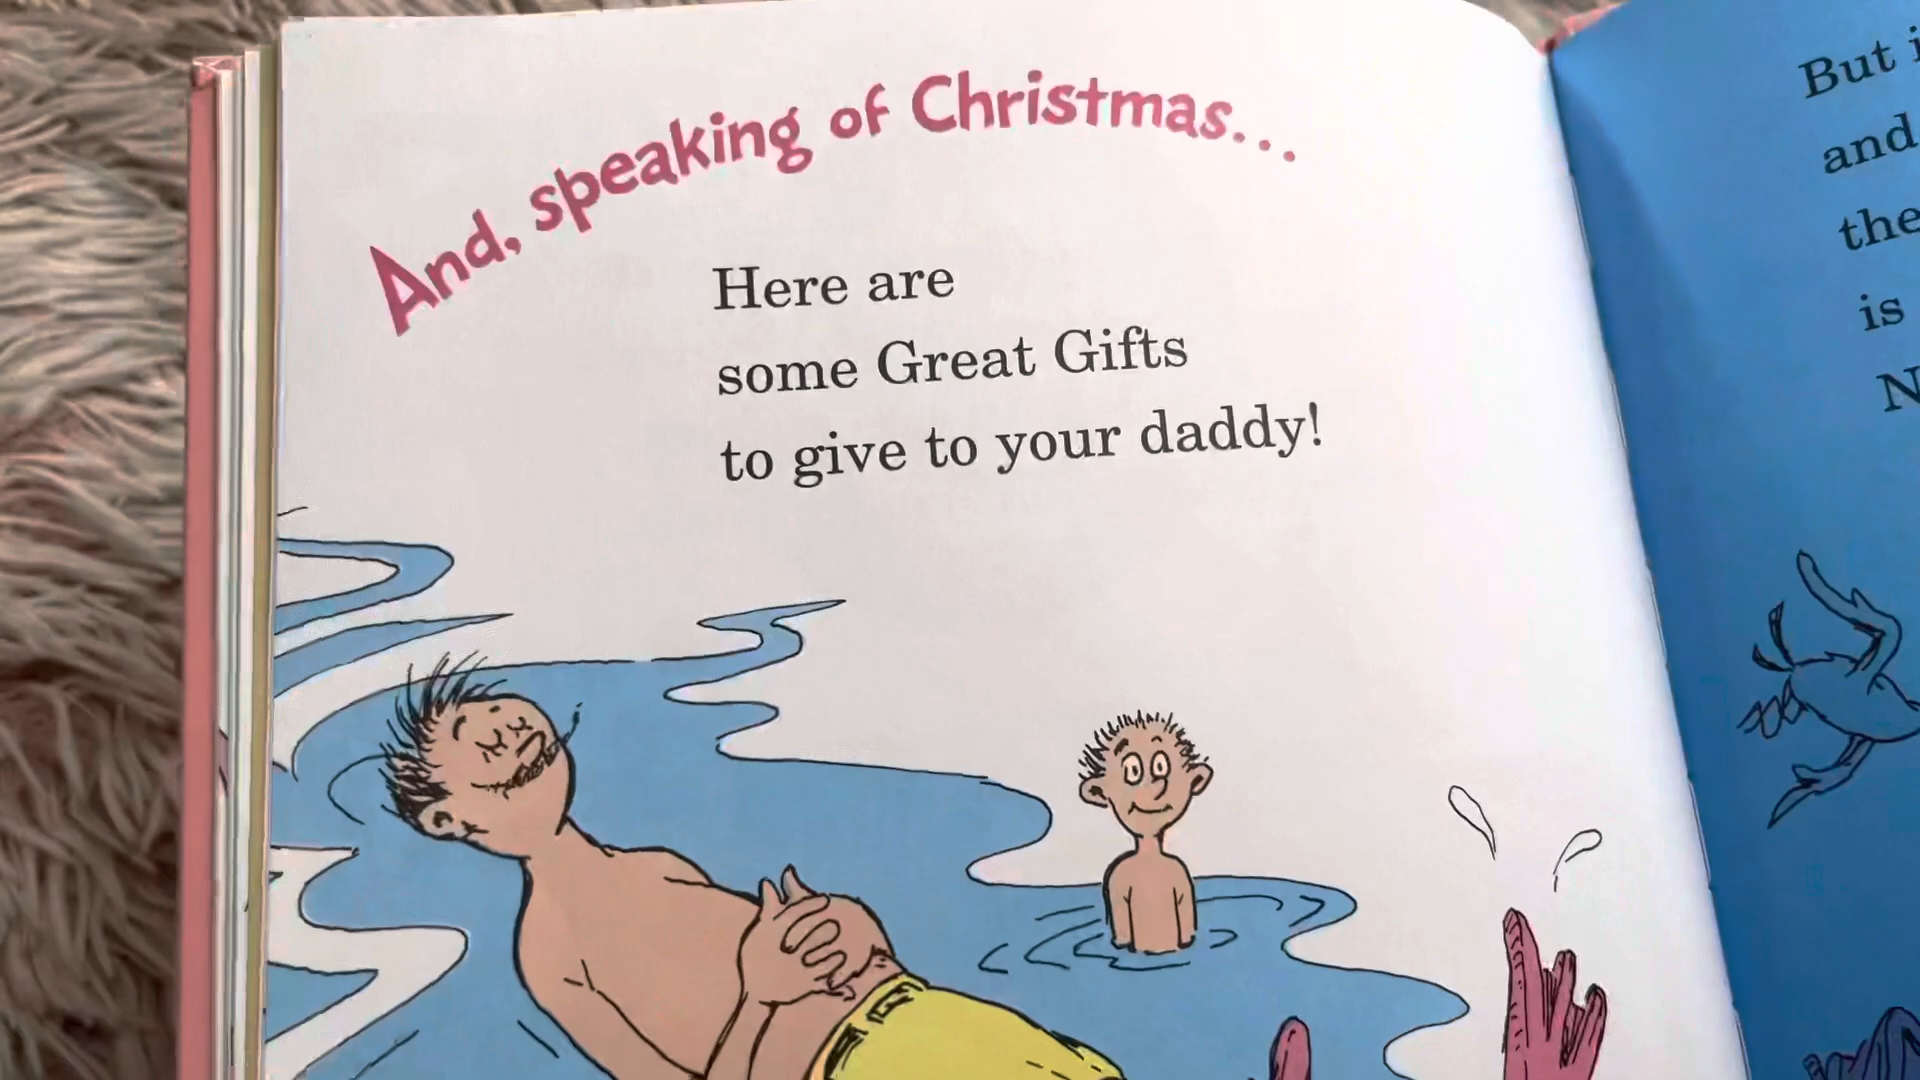 And, speaking of Christmas...
Here are
some Great Gifts
to give to your daddy!
But
and
the
is